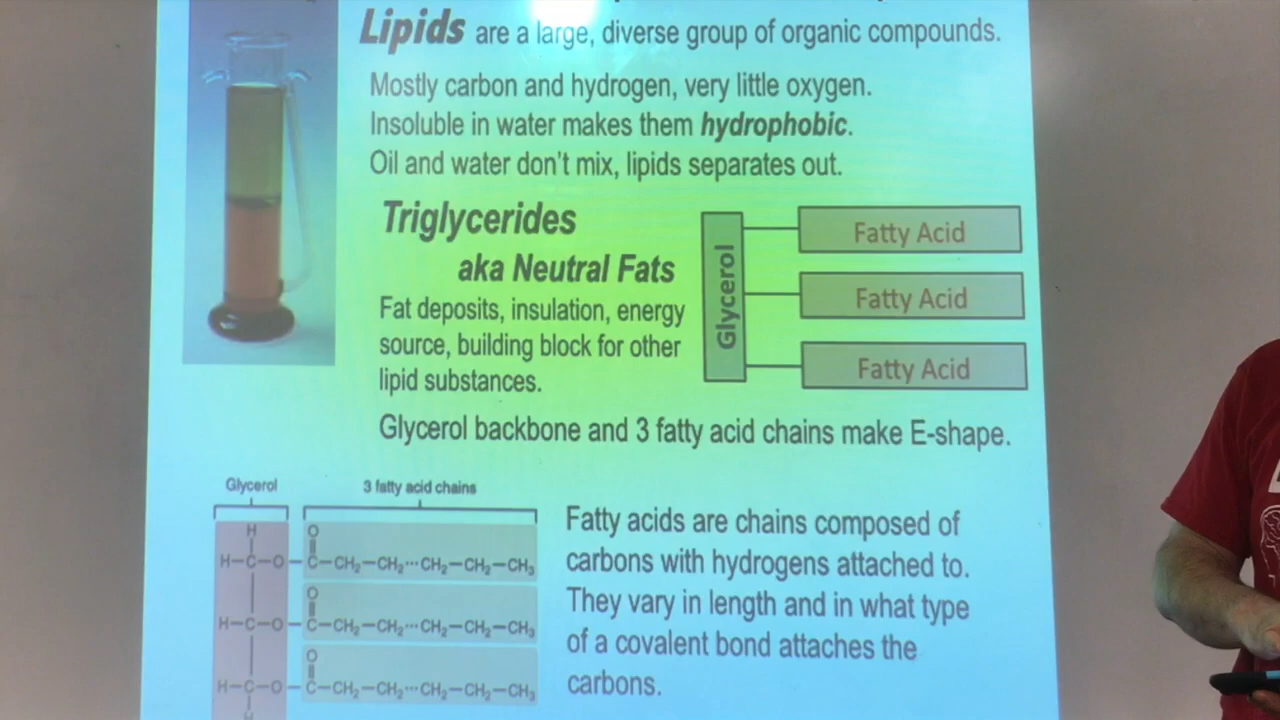 Lipids are a large, diverse group of organic compounds.
Mostly carbon and hydrogen, very little oxygen.
Insoluble in water makes them hydrophobic.
Oil and water don't mix, lipids separates out.
Triglycerides
aka Neutral Fats
Fat deposits, insulation, energy
source, building block for other
lipid substances.
Glycerol
Fatty Acid
Fatty Acid
Fatty Acid
Glycerol backbone and 3 fatty acid chains make E-shape.
Glycerol
3 fatty acid chains
H
O
H–C–O–C–CH₂–CH₂···CH₂–CH₂–CH₃
O
H–C–O–C–CH₂–CH₂···CH₂–CH₂–CH₃
O
H–C–O–C–CH₂–CH₂···CH₂–CH₂–CH₃
H
Fatty acids are chains composed of
carbons with hydrogens attached to.
They vary in length and in what type
of a covalent bond attaches the
carbons.